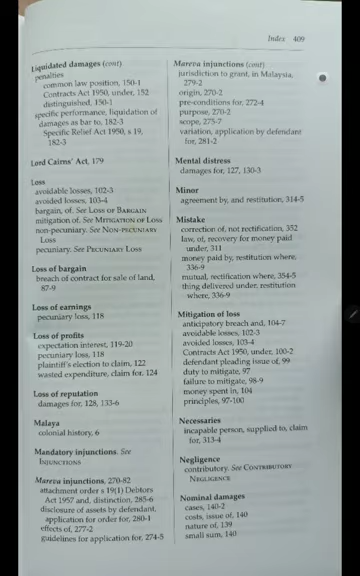 Index 409
Liquidated damages (cont)
penalties
common law position, 150-1
Contracts Act 1950, under, 152
distinguished, 150-1
specific performance, liquidation of
damages as bar to, 182-3
Specific Relief Act 1950, s 19,
182-3
Lord Cairns' Act, 179
Loss
avoidable losses, 102-3
avoided losses, 103-4
bargain, of. See LOSS OF BARGAIN
mitigation of. See MITIGATION OF LOSS
non-pecuniary. See NON-PECUNIARY
LOSS
pecuniary. See PECUNIARY LOSS
Loss of bargain
breach of contract for sale of land,
87-9
Loss of earnings
pecuniary loss, 118
Loss of profits
expectation interest, 119-20
pecuniary loss, 118
plaintiff's election to claim, 122
wasted expenditure, claim for, 124
Loss of reputation
damages for, 128, 133-6
Malaya
colonial history, 6
Mandatory injunctions. See
INJUNCTIONS
Mareva injunctions, 270-82
attachment order s 19(1) Debtors
Act 1957 and, distinction, 285-6
disclosure of assets by defendant,
application for order for, 280-1
effects of, 277-2
guidelines for application for, 274-5
Mareva injunctions (cont)
jurisdiction to grant, in Malaysia,
279-2
origin, 270-2
pre-conditions for, 272-4
purpose, 270-2
scope, 275-7
variation, application by defendant
for, 281-2
Mental distress
damages for, 127, 130-3
Minor
agreement by, and restitution, 314-5
Mistake
correction of, not rectification, 352
law, of, recovery for money paid
under, 311
money paid by, restitution where,
336-9
mutual, rectification where, 354-5
thing delivered under, restitution
where, 336-9
Mitigation of loss
anticipatory breach and, 104-7
avoidable losses, 102-3
avoided losses, 103-4
Contracts Act 1950, under, 100-2
defendant pleading issue of, 99
duty to mitigate, 97
failure to mitigate, 98-9
money spent in, 104
principles, 97-100
Necessaries
incapable person, supplied to, claim
for, 313-4
Negligence
contributory. See CONTRIBUTORY
NEGLIGENCE
Nominal damages
cases, 140-2
costs, issue of, 140
nature of, 139
small sum, 140